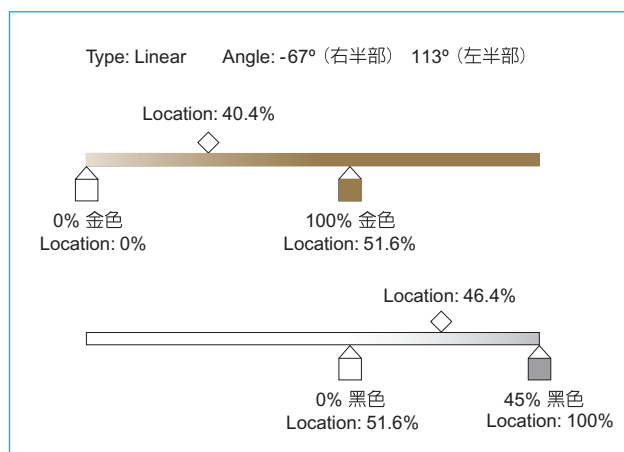 Type: Linear Angle: -67º（右半部） 113º（左半部）
Location: 40.4%
0% 金色 100% 金色
Location: 0% Location: 51.6%
Location: 46.4%
0% 黑色 45% 黑色
Location: 51.6% Location: 100%